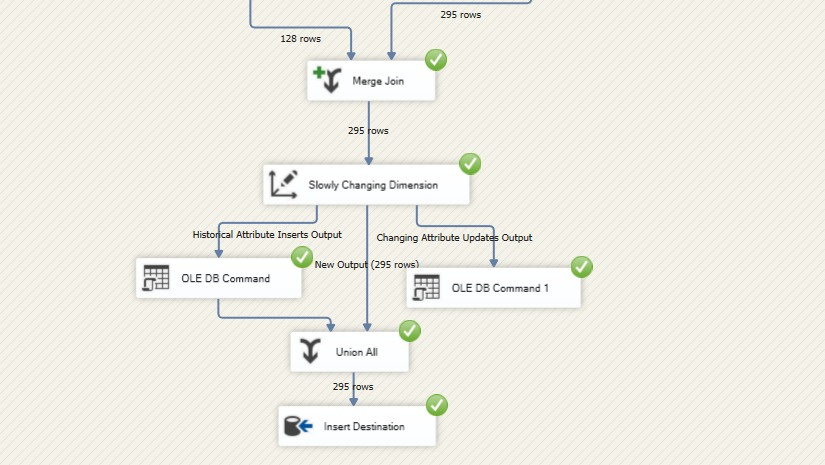 295 rows
128 rows
Merge Join
295 rows
Slowly Changing Dimension
Historical Attribute Inserts Output
Changing Attribute Updates Output
New Output (295 rows)
OLE DB Command
OLE DB Command 1
Union All
295 rows
Insert Destination